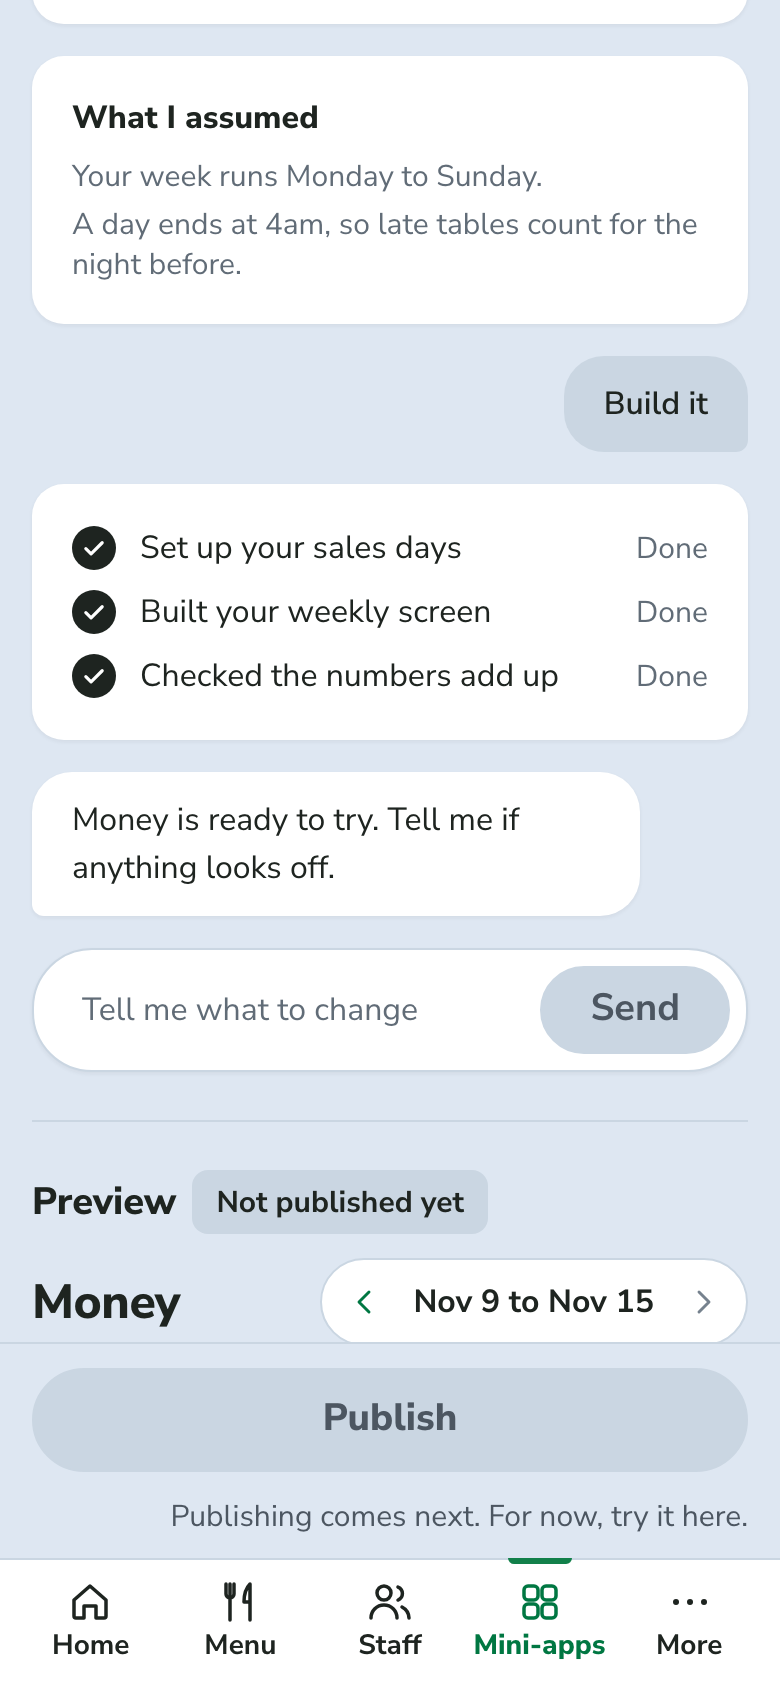 What I assumed
Your week runs Monday to Sunday.
A day ends at 4am, so late tables count for the
night before.
Build it
Set up your sales days Done
Built your weekly screen Done
Checked the numbers add up Done
Money is ready to try. Tell me if
anything looks off.
Tell me what to change
Send
Preview
Not published yet
Money
Nov 9 to Nov 15
Publish
Publishing comes next. For now, try it here.
Home Menu Staff Mini-apps More